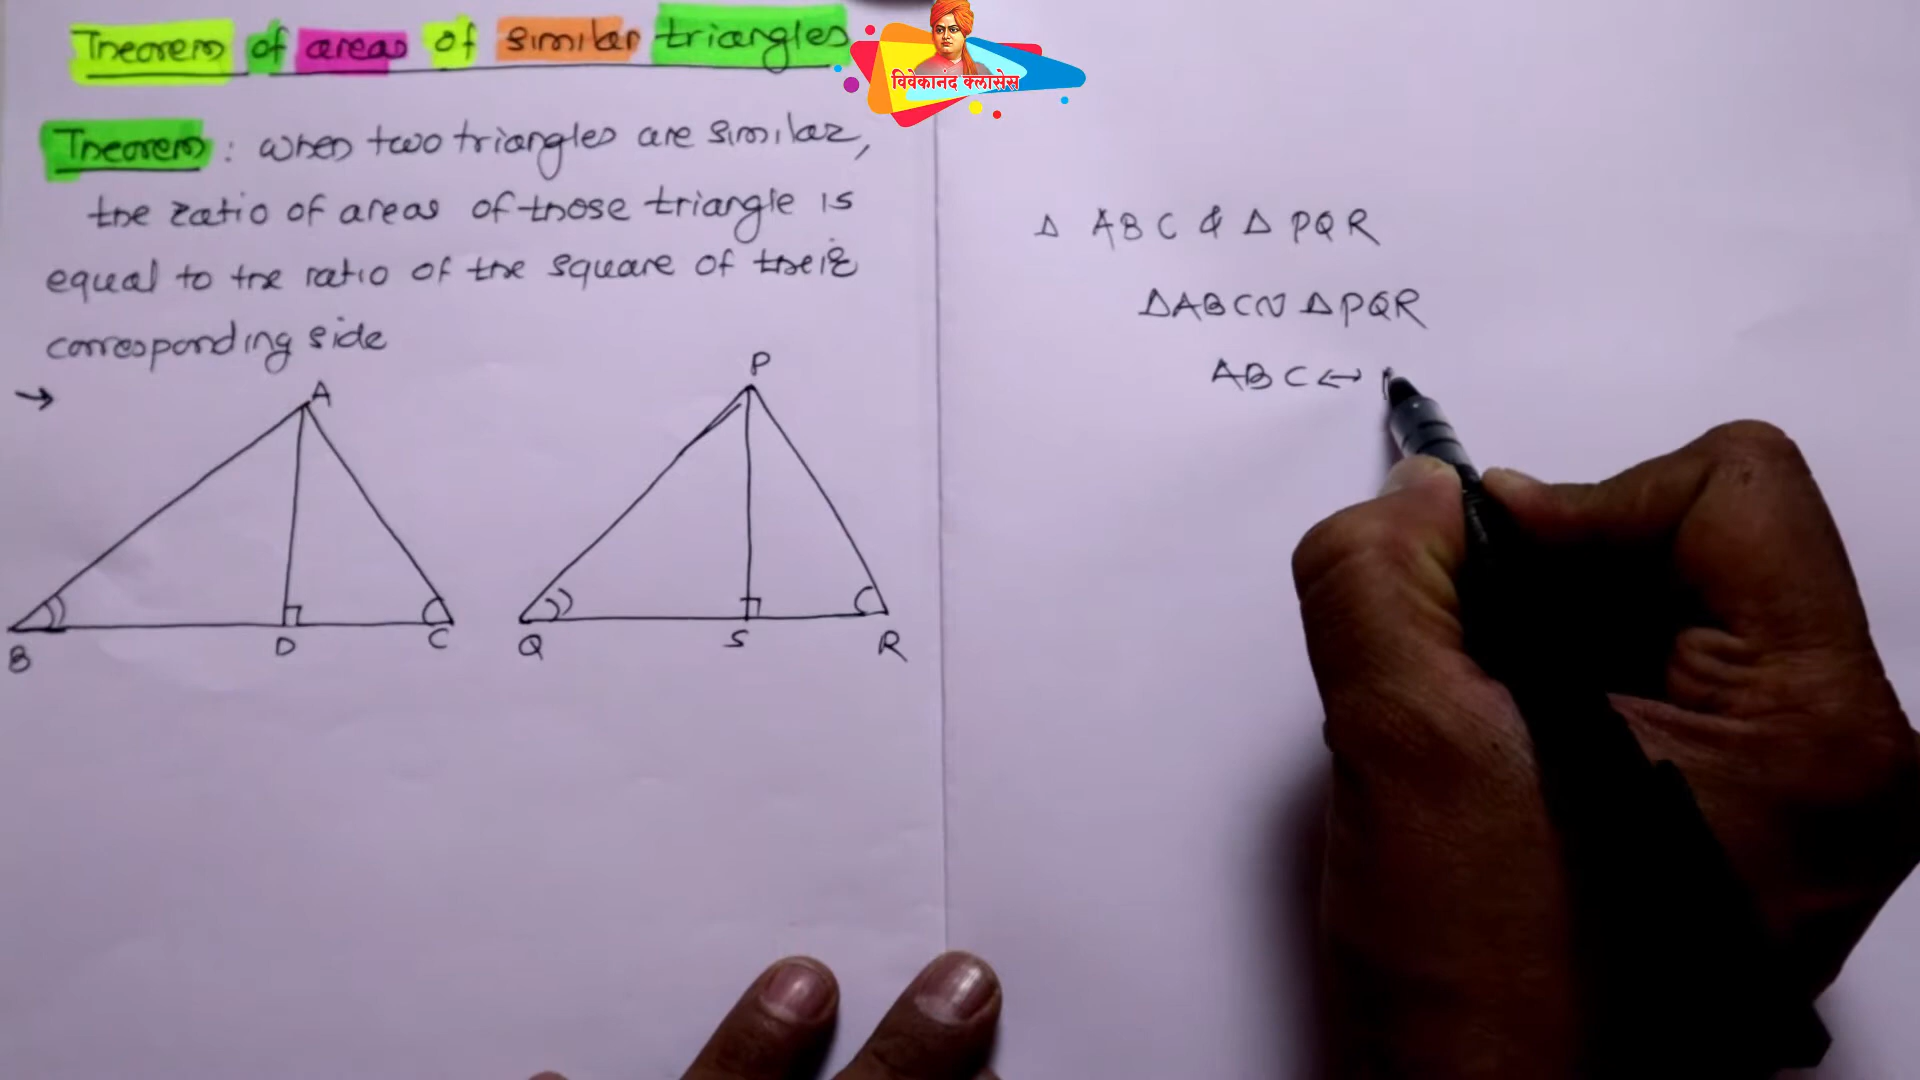 Theorem of areas of similar triangles
विवेकानंद क्लासेस
Theorem : when two triangles are similar,
the ratio of areas of those triangle is
equal to the ratio of the square of their
corresponding side
→
A
P
B
D
C
Q
S
R
Δ ABC & Δ PQR
ΔABC ~ ΔPQR
ABC ↔